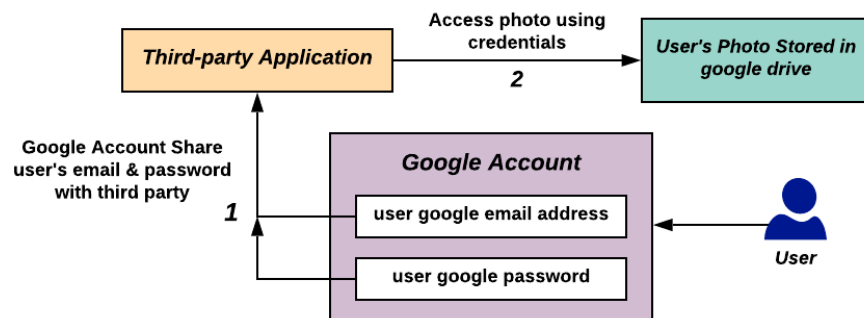 Third-party Application
Access photo using
credentials
2
User's Photo Stored in
google drive
Google Account Share
user's email & password
with third party
1
Google Account
user google email address
user google password
User